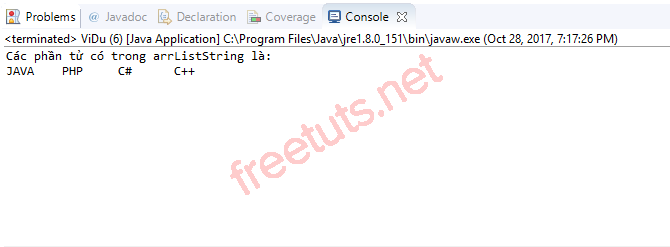 Problems @ Javadoc Declaration Coverage Console
<terminated> ViDu (6) [Java Application] C:\Program Files\Java\jre1.8.0_151\bin\javaw.exe (Oct 28, 2017, 7:17:26 PM)
Các phần tử có trong arrListString là:
JAVA PHP C# C++
freetuts.net